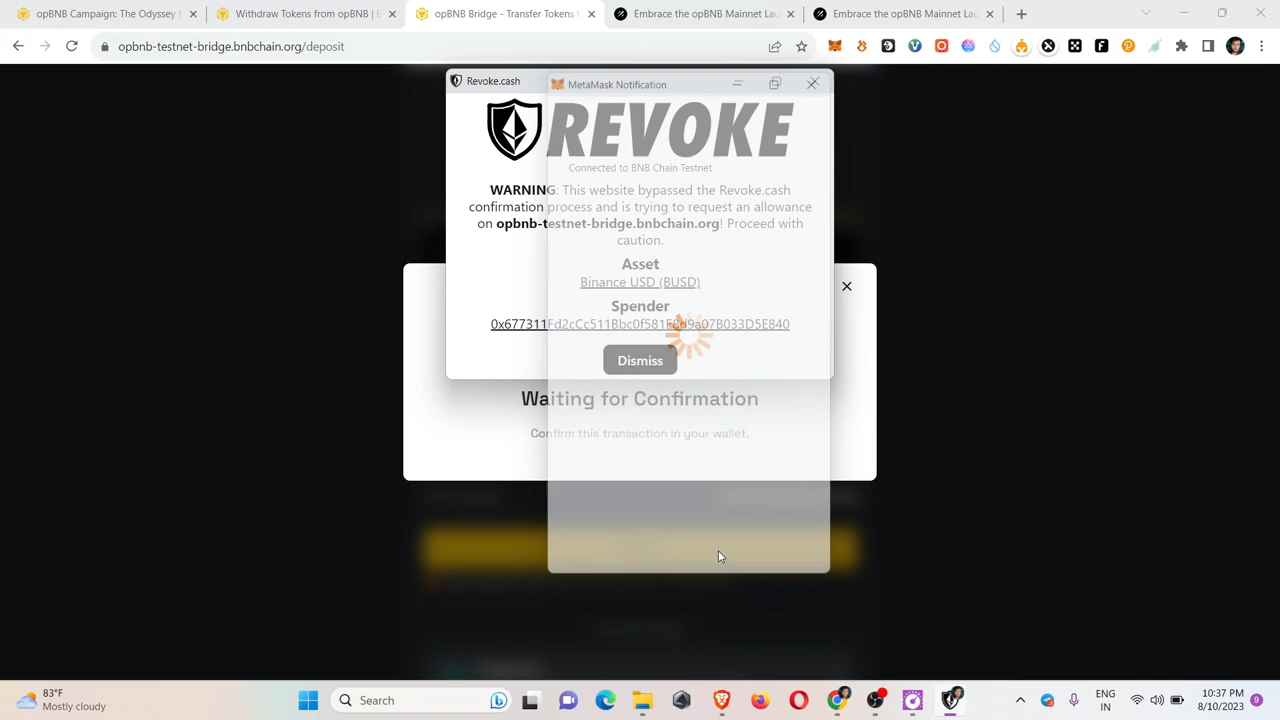 opBNB Campaign: The Odyssey
Withdraw Tokens from opBNB | B
opBNB Bridge - Transfer Tokens t
Embrace the opBNB Mainnet Lau
Embrace the opBNB Mainnet Lau
opbnb-testnet-bridge.bnbchain.org/deposit
Revoke.cash
MetaMask Notification
REVOKE
Connected to BNB Chain Testnet
WARNING: This website bypassed the Revoke.cash
confirmation process and is trying to request an allowance
on opbnb-testnet-bridge.bnbchain.org! Proceed with
caution.
Asset
Binance USD (BUSD)
Spender
0x677311Fd2cCc511Bbc0f581E8d9a07B033D5E840
Dismiss
Waiting for Confirmation
Confirm this transaction in your wallet.
83°F
Mostly cloudy
Search
ENG
IN
10:37 PM
8/10/2023
9